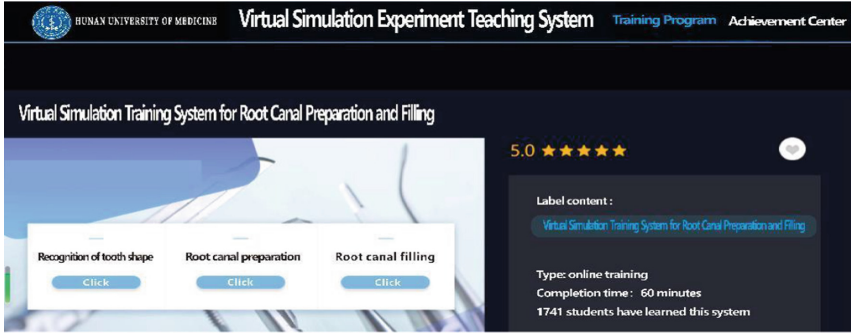 HUNAN UNIVERSITY OF MEDICINE
Virtual Simulation Experiment Teaching System
Training Program
Achievement Center
Virtual Simulation Training System for Root Canal Preparation and Filling
Recognition of tooth shape
Click
Root canal preparation
Click
Root canal filling
Click
5.0
Label content :
Virtual Simulation Training System for Root Canal Preparation and Filling
Type: online training
Completion time: 60 minutes
1741 students have learned this system